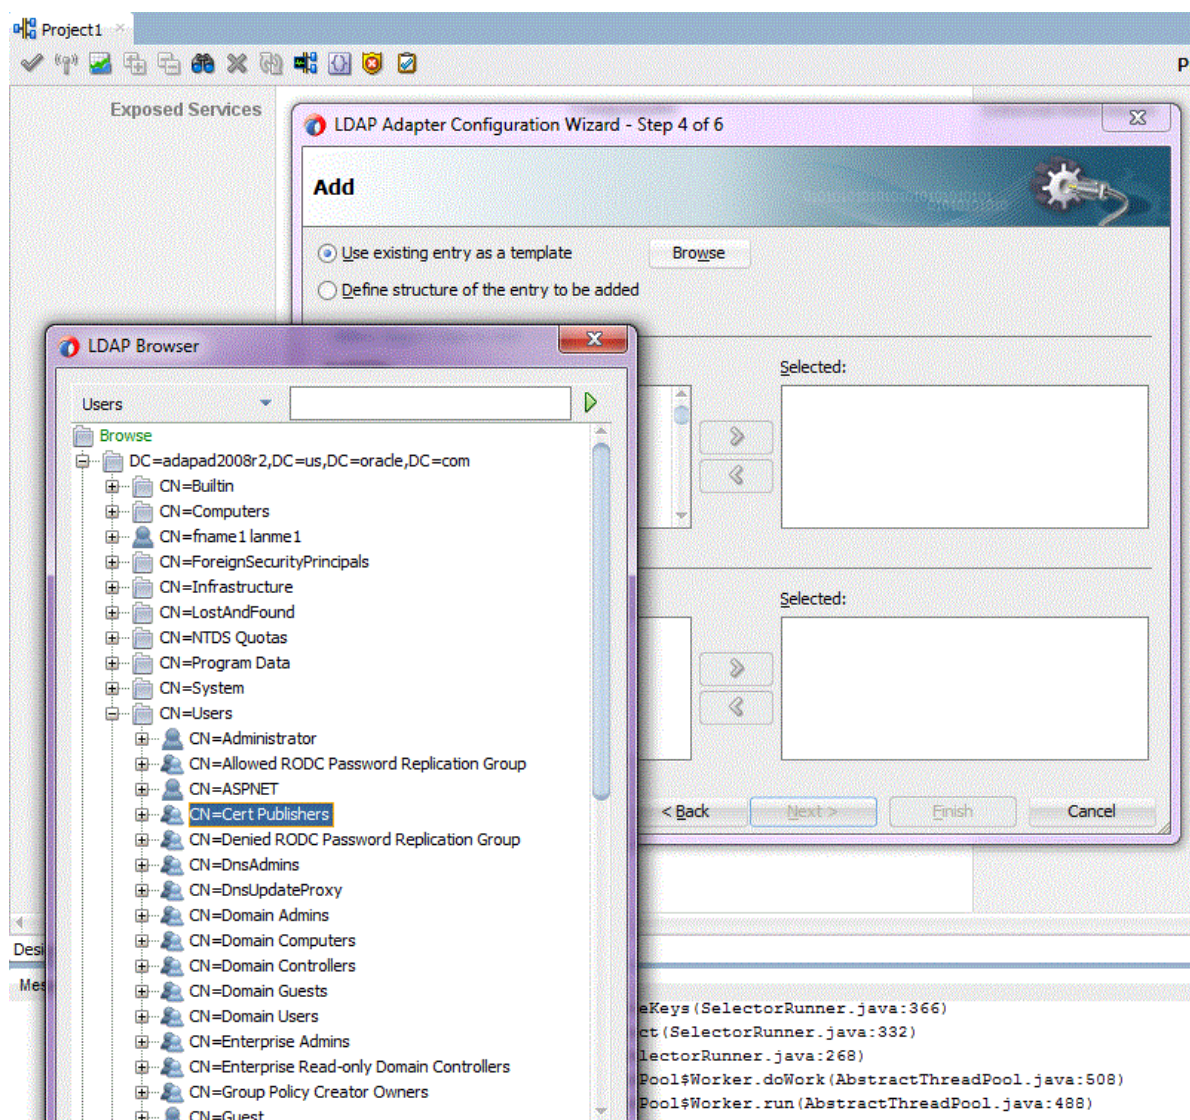 Project1
P
Exposed Services
LDAP Adapter Configuration Wizard - Step 4 of 6
Add
Use existing entry as a template
Browse
Define structure of the entry to be added
LDAP Browser
Selected:
Users
Browse
DC=adapad2008r2,DC=us,DC=oracle,DC=com
CN=Builtin
CN=Computers
CN=fname1 lanme1
CN=ForeignSecurityPrincipals
CN=Infrastructure
CN=LostAndFound
Selected:
CN=NTDS Quotas
CN=Program Data
CN=System
CN=Users
CN=Administrator
CN=Allowed RODC Password Replication Group
CN=ASPNET
CN=Cert Publishers
< Back
Next >
Finish
Cancel
CN=Denied RODC Password Replication Group
CN=DnsAdmins
CN=DnsUpdateProxy
CN=Domain Admins
CN=Domain Computers
Desi
CN=Domain Controllers
Mes
CN=Domain Guests
CN=Domain Users
CN=Enterprise Admins
CN=Enterprise Read-only Domain Controllers
CN=Group Policy Creator Owners
CN=Guest
eKeys(SelectorRunner.java:366)
ct(SelectorRunner.java:332)
lectorRunner.java:268)
Pool$Worker.doWork(AbstractThreadPool.java:508)
Pool$Worker.run(AbstractThreadPool.java:488)